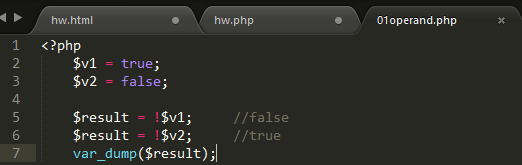 hw.html hw.php 01operand.php ×
1 <?php
2 $v1 = true;
3 $v2 = false;
4
5 $result = !$v1; //false
6 $result = !$v2; //true
7 var_dump($result);